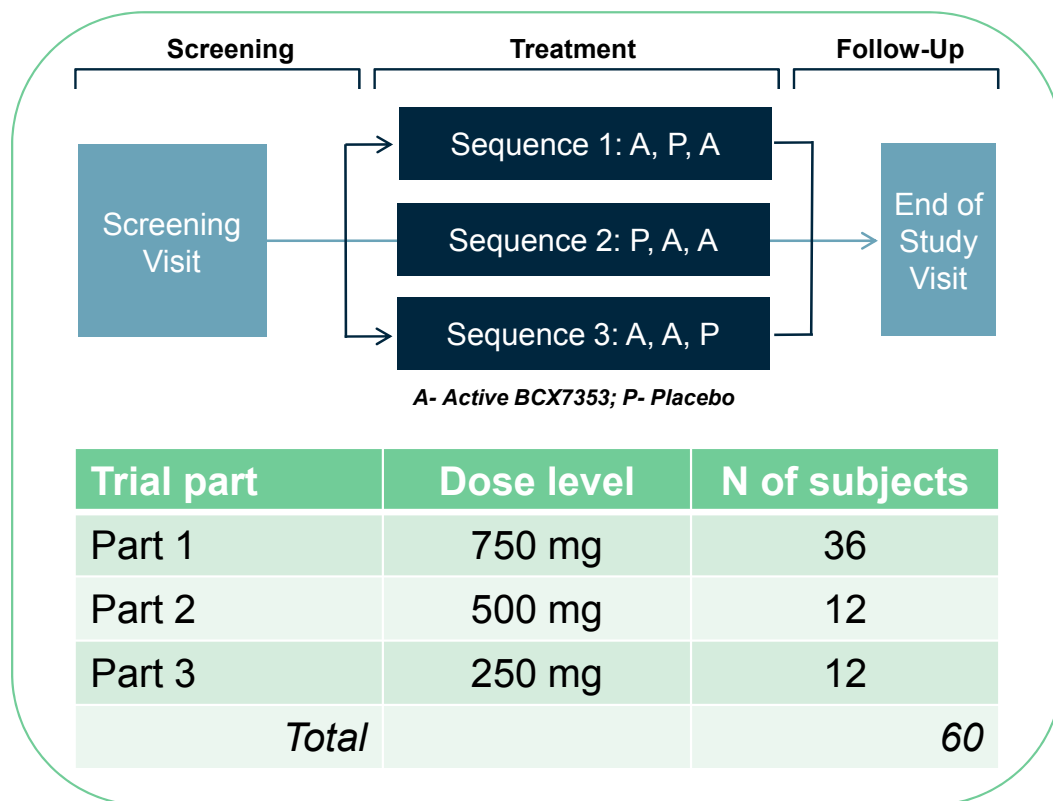 Screening Treatment Follow-Up
Screening
Visit
Sequence 1: A, P, A
Sequence 2: P, A, A
Sequence 3: A, A, P
End of
Study
Visit
A- Active BCX7353; P- Placebo
Trial part Dose level N of subjects
Part 1 750 mg 36
Part 2 500 mg 12
Part 3 250 mg 12
Total 60